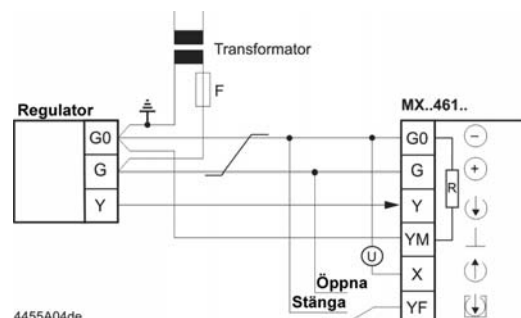 Transformator
F
Regulator
MX..461..
G0
G0
R
G
G
Y
Y
YM
U
X
Öppna
Stänga
YF
4455A04de